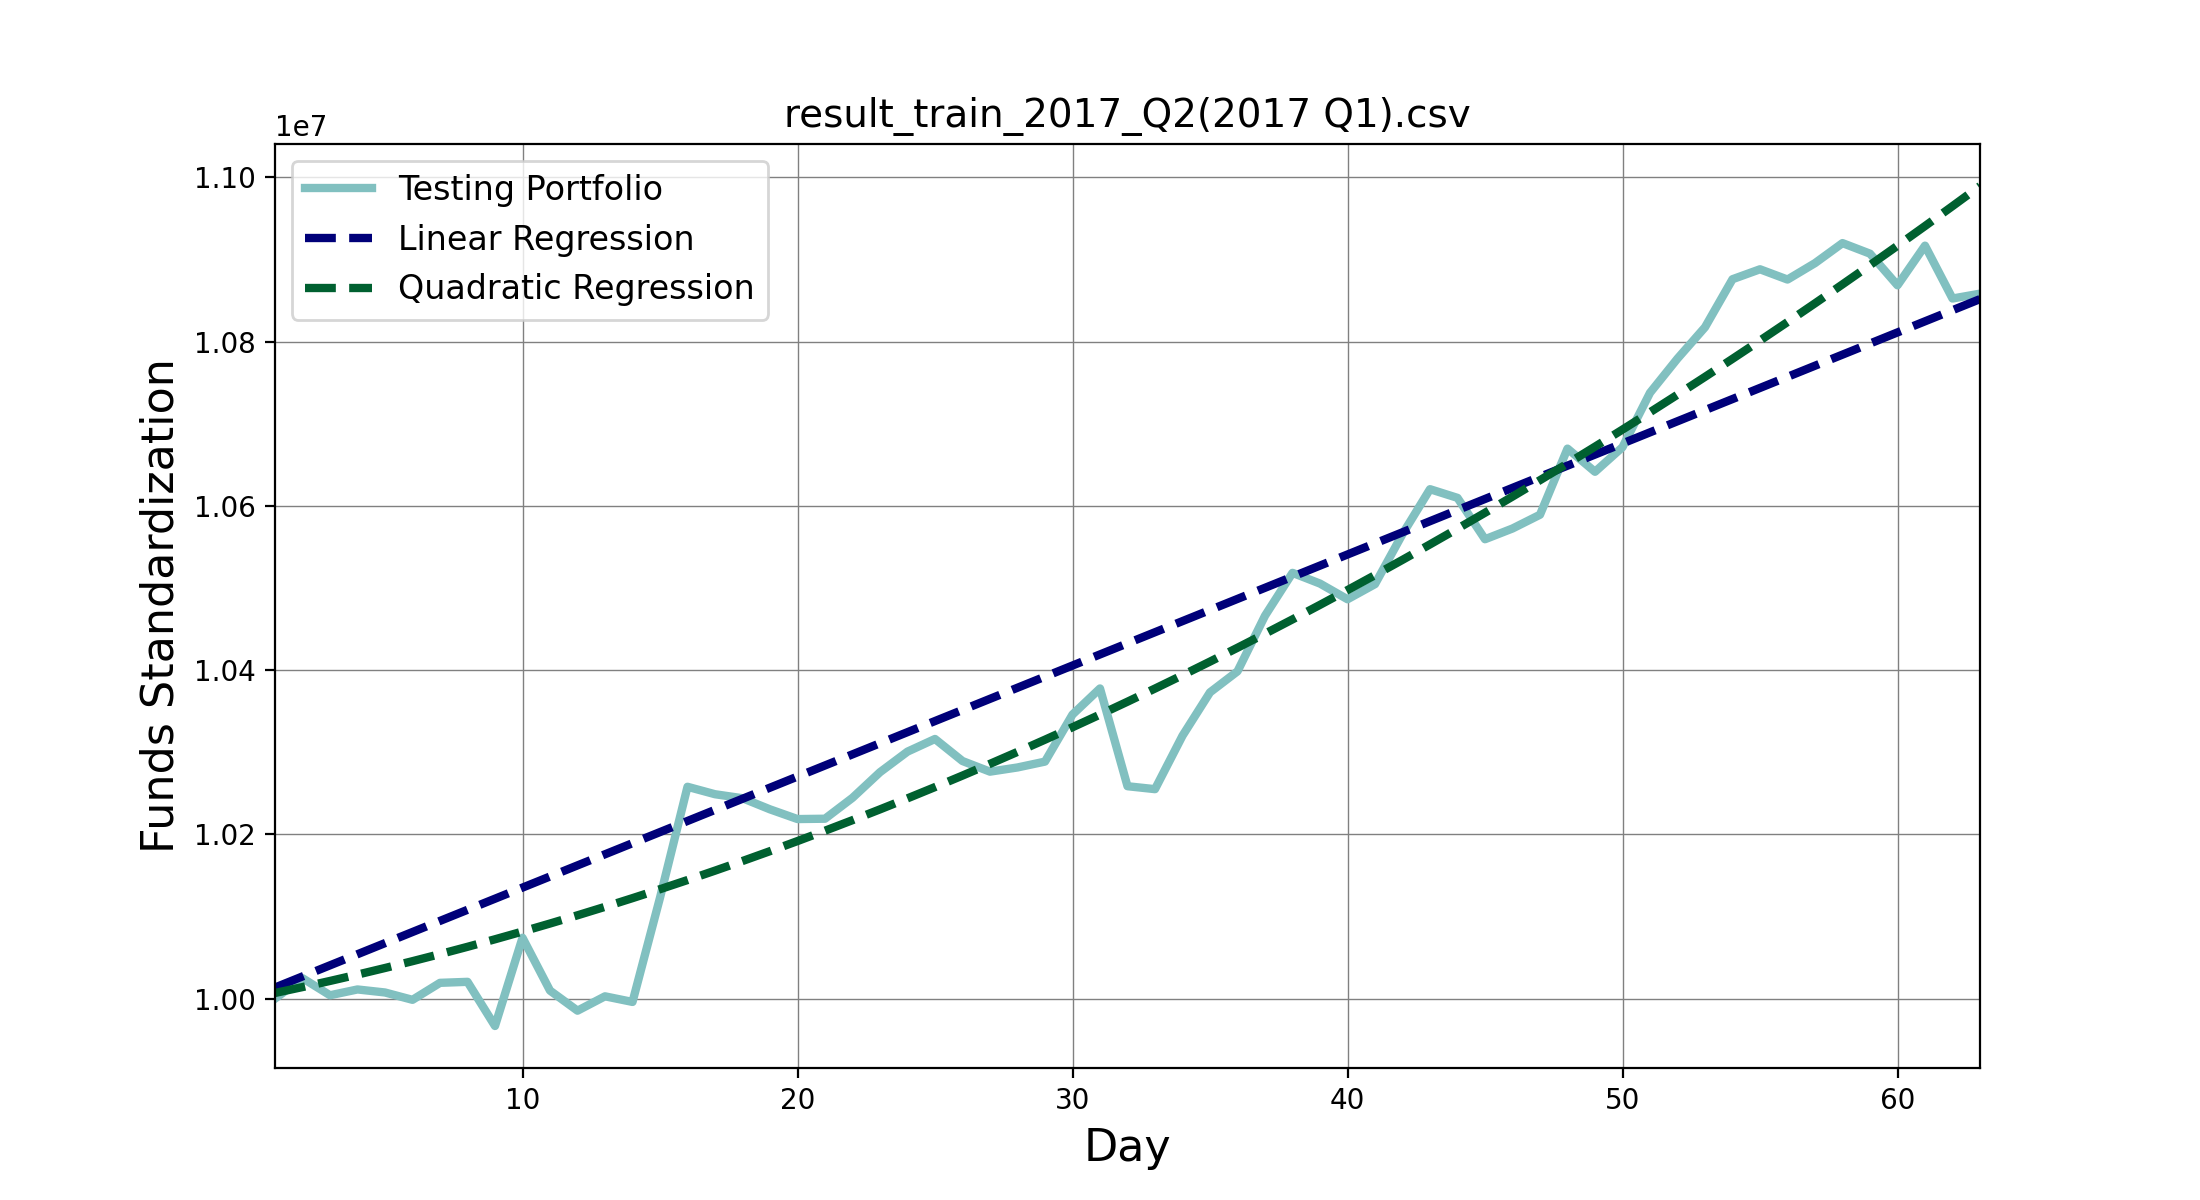 result_train_2017_Q2(2017 Q1).csv
1e7
Testing Portfolio
Linear Regression
Quadratic Regression
1.10
1.08
1.06
1.04
1.02
1.00
Funds Standardization
10 20 30 40 50 60
Day